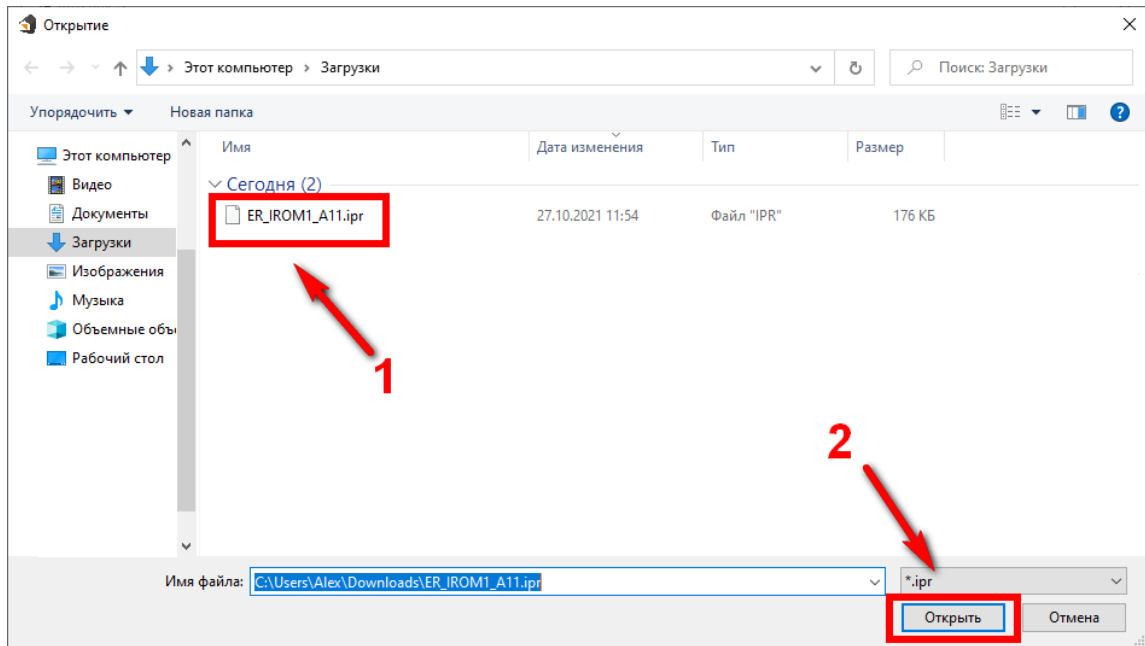 Открытие
Этот компьютер › Загрузки
Поиск: Загрузки
Упорядочить
Новая папка
Имя
Дата изменения
Тип
Размер
Этот компьютер
Видео
Документы
Загрузки
Изображения
Музыка
Объемные объ
Рабочий стол
Сегодня (2)
ER_IROM1_A11.ipr
27.10.2021 11:54
Файл "IPR"
176 КБ
1
2
Имя файла:
C:\Users\Alex\Downloads\ER_IROM1_A11.ipr
*.ipr
Открыть
Отмена